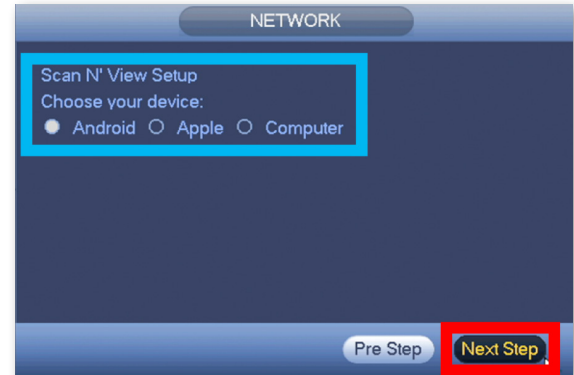 NETWORK
Scan N' View Setup
Choose your device:
Android Apple Computer
Pre Step Next Step